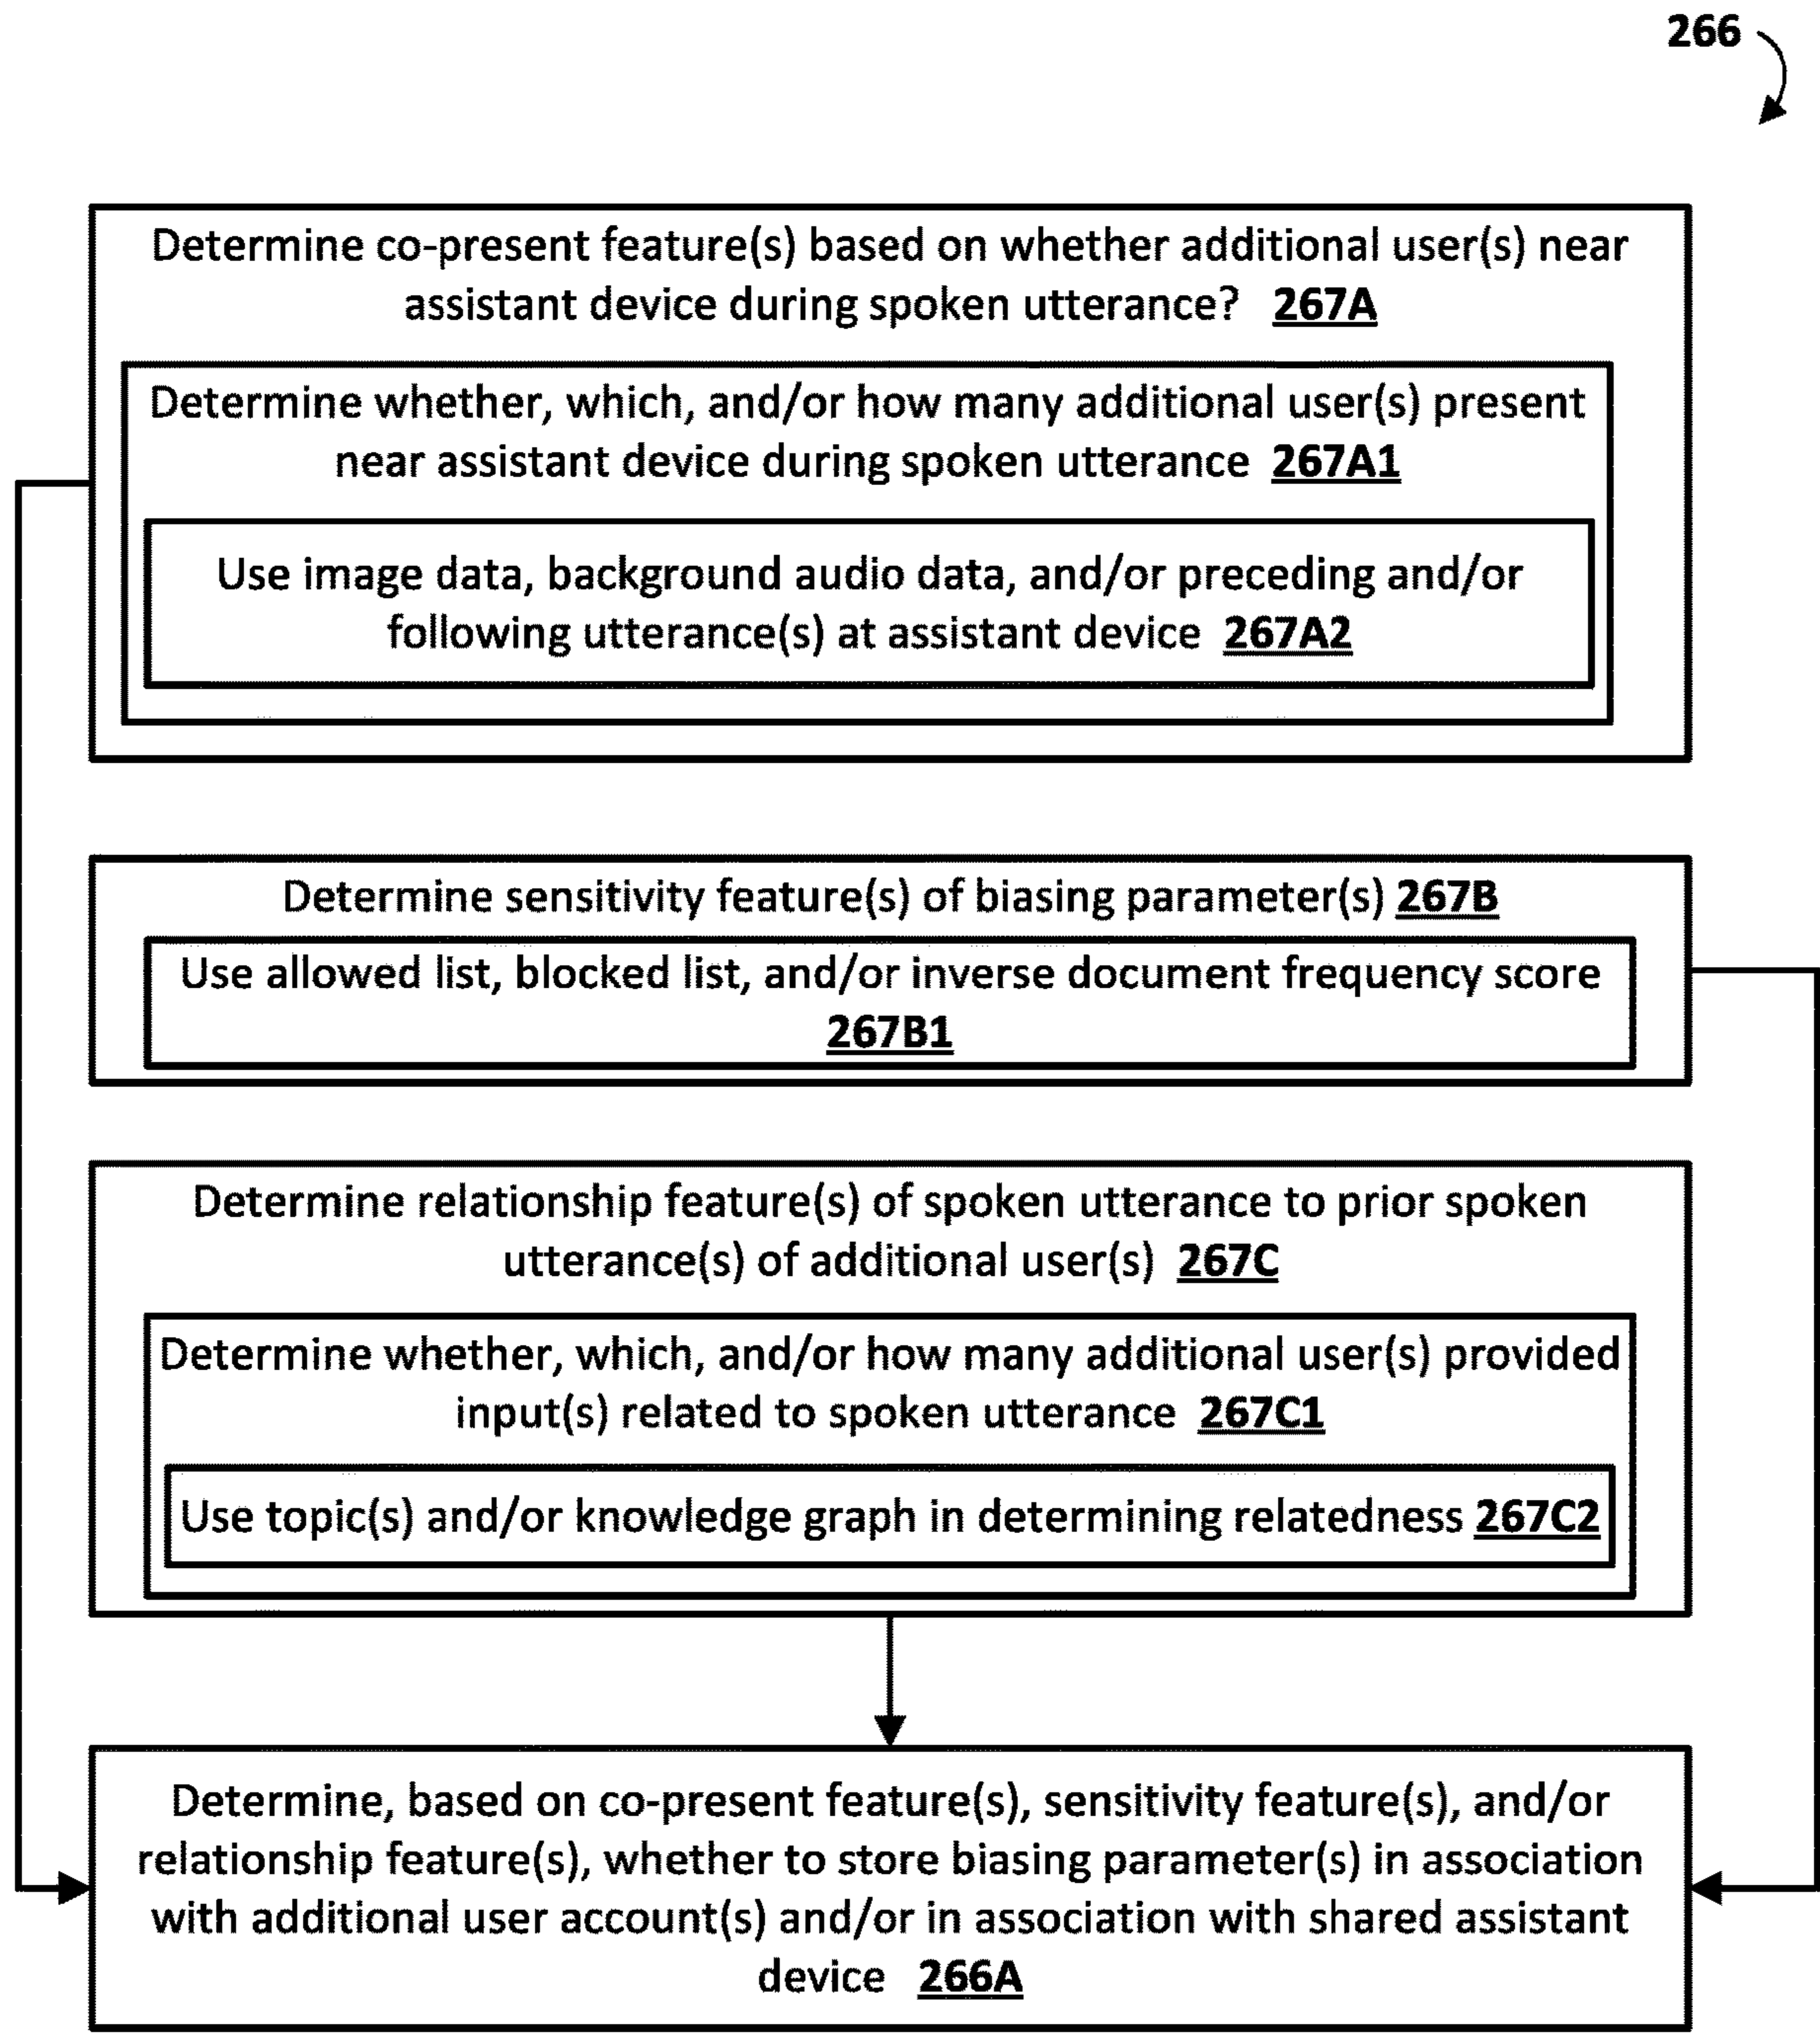 266
Determine co-present feature(s) based on whether additional user(s) near
assistant device during spoken utterance? 267A
Determine whether, which, and/or how many additional user(s) present
near assistant device during spoken utterance 267A1
Use image data, background audio data, and/or preceding and/or
following utterance(s) at assistant device 267A2
Determine sensitivity feature(s) of biasing parameter(s) 267B
Use allowed list, blocked list, and/or inverse document frequency score
267B1
Determine relationship feature(s) of spoken utterance to prior spoken
utterance(s) of additional user(s) 267C
Determine whether, which, and/or how many additional user(s) provided
input(s) related to spoken utterance 267C1
Use topic(s) and/or knowledge graph in determining relatedness 267C2
Determine, based on co-present feature(s), sensitivity feature(s), and/or
relationship feature(s), whether to store biasing parameter(s) in association
with additional user account(s) and/or in association with shared assistant
device 266A